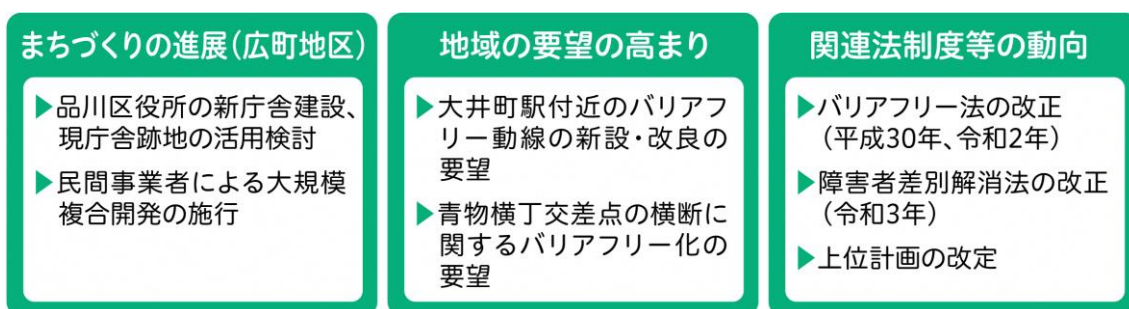 まちづくりの進展(広町地区)
▶品川区役所の新庁舎建設、
現庁舎跡地の活用検討
▶民間事業者による大規模
複合開発の施行
地域の要望の高まり
▶大井町駅付近のバリアフ
リー動線の新設・改良の
要望
▶青物横丁交差点の横断に
関するバリアフリー化の
要望
関連法制度等の動向
▶バリアフリー法の改正
(平成30年、令和2年)
▶障害者差別解消法の改正
(令和3年)
▶上位計画の改定